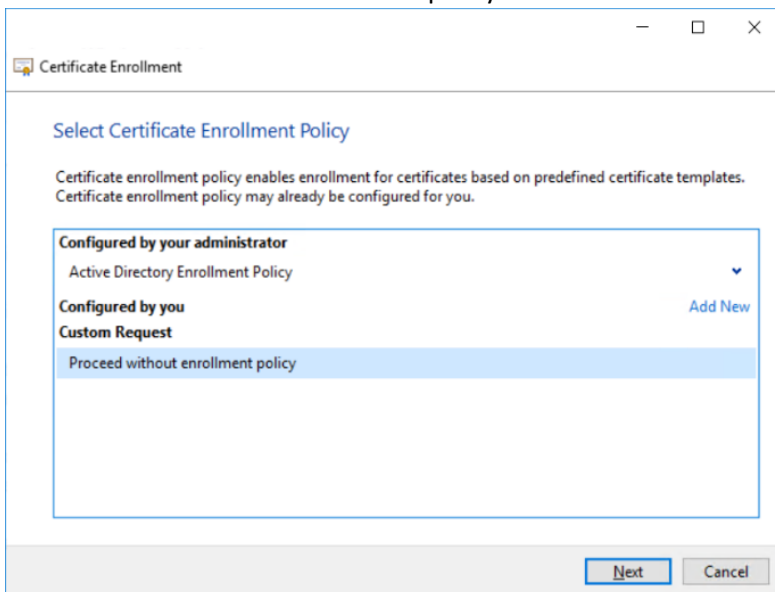 Certificate Enrollment
Select Certificate Enrollment Policy
Certificate enrollment policy enables enrollment for certificates based on predefined certificate templates.
Certificate enrollment policy may already be configured for you.
Configured by your administrator
Active Directory Enrollment Policy
Configured by you Add New
Custom Request
Proceed without enrollment policy
Next Cancel